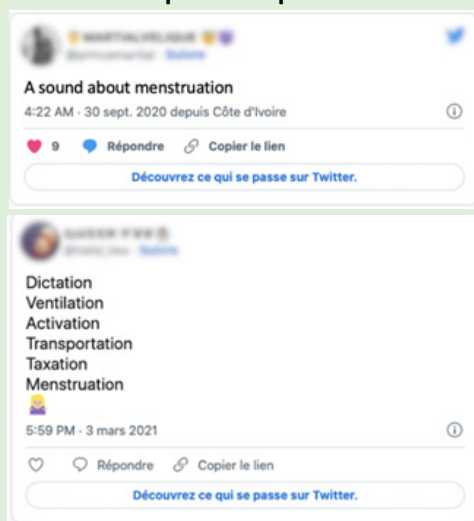 A sound about menstruation
4:22 AM · 30 sept. 2020 depuis Côte d'Ivoire
9 Répondre Copier le lien
Découvrez ce qui se passe sur Twitter.
Dictation
Ventilation
Activation
Transportation
Taxation
Menstruation
5:59 PM · 3 mars 2021
Répondre Copier le lien
Découvrez ce qui se passe sur Twitter.